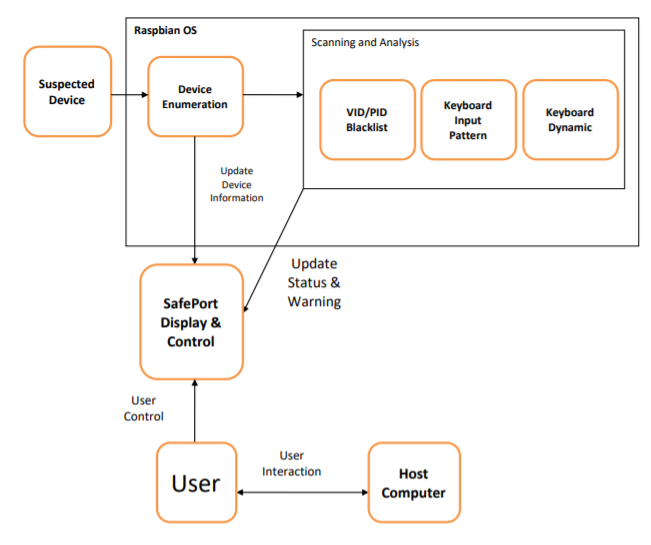 Raspbian OS
Scanning and Analysis
Suspected
Device
Device
Enumeration
VID/PID
Blacklist
Keyboard
Input
Pattern
Keyboard
Dynamic
Update
Device
Information
Update
Status &
Warning
SafePort
Display &
Control
User
Control
User
User
Interaction
Host
Computer